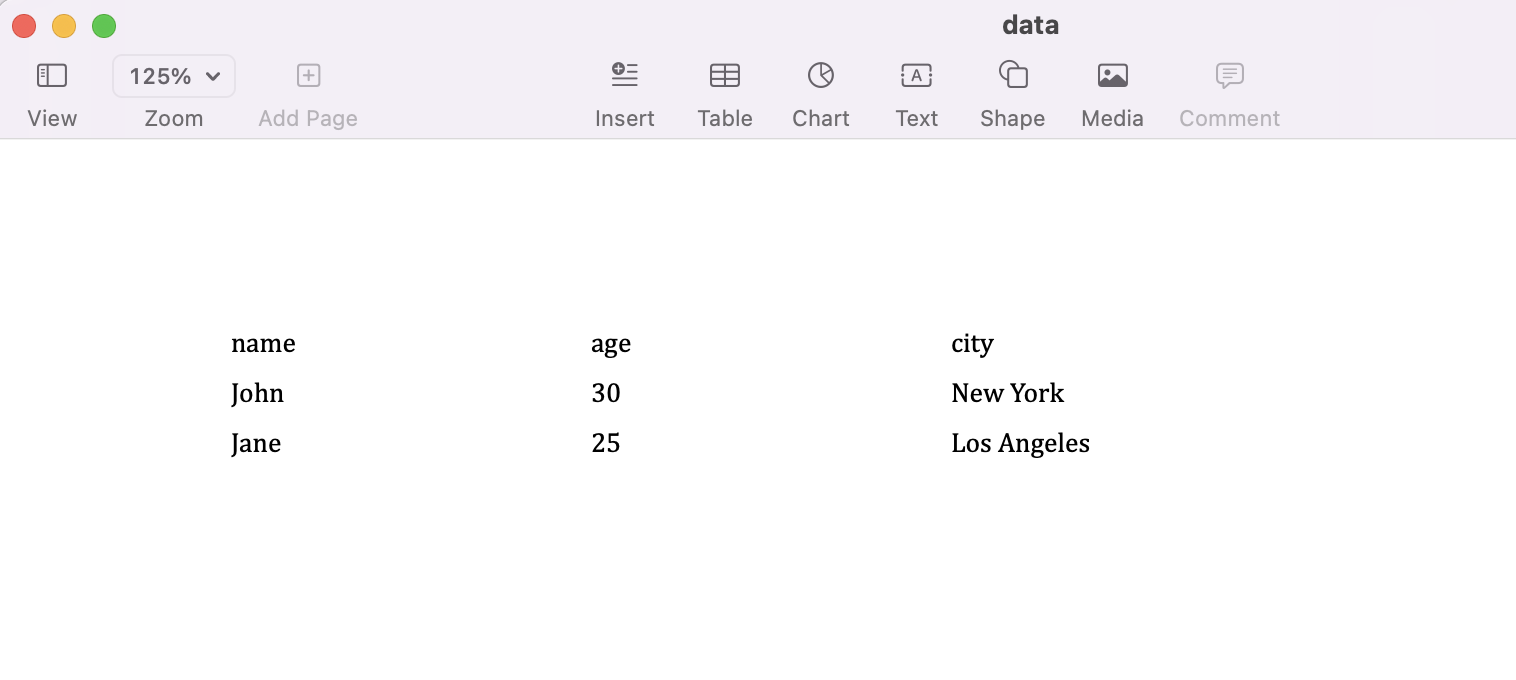 data
125%
View Zoom Add Page Insert Table Chart Text Shape Media Comment
name age city
John 30 New York
Jane 25 Los Angeles